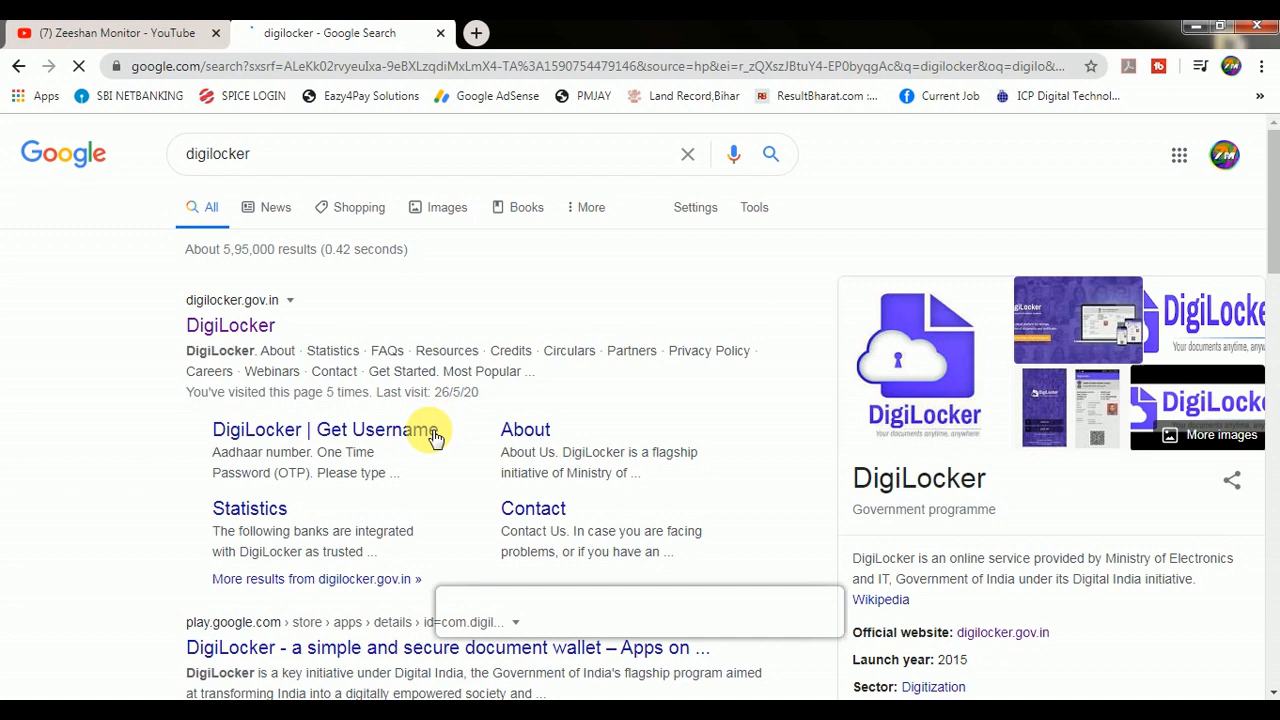 (7) Zeeshan Monitor - YouTube
digilocker - Google Search
google.com/search?sxsrf=ALeKk02rvyeuIxa-9eBXLzqdiMxLmX4-TA%3A1590754479146&source=hp&ei=r_zQXszJBtuY4-EP0byqgAc&q=digilocker&oq=digilo&...
Apps
SBI NETBANKING
SPICE LOGIN
Eazy4Pay Solutions
Google AdSense
PMJAY
Land Record,Bihar
ResultBharat.com :...
Current Job
ICP Digital Technol...
»
Google
digilocker
All
News
Shopping
Images
Books
More
Settings
Tools
About 5,95,000 results (0.42 seconds)
digilocker.gov.in
DigiLocker
DigiLocker. About · Statistics · FAQs · Resources · Credits · Circulars · Partners · Privacy Policy ·
Careers · Webinars · Contact · Get Started. Most Popular ...
You've visited this page 5 times. Last visit: 26/5/20
DigiLocker | Get Username
Aadhaar number. One Time
Password (OTP). Please type ...
About
About Us. DigiLocker is a flagship
initiative of Ministry of ...
Statistics
The following banks are integrated
with DigiLocker as trusted ...
Contact
Contact Us. In case you are facing
problems, or if you have an ...
More results from digilocker.gov.in »
play.google.com › store › apps › details › id=com.digil...
DigiLocker - a simple and secure document wallet – Apps on ...
DigiLocker is a key initiative under Digital India, the Government of India's flagship program aimed
at transforming India into a digitally empowered society and ...
DigiLocker
Your documents anytime, anywhere
DigiLocker
DIGILOCKER
Your documents anytime, anyw
DIGILOCK
More images
DigiLocker
Government programme
DigiLocker is an online service provided by Ministry of Electronics
and IT, Government of India under its Digital India initiative.
Wikipedia
Official website: digilocker.gov.in
Launch year: 2015
Sector: Digitization